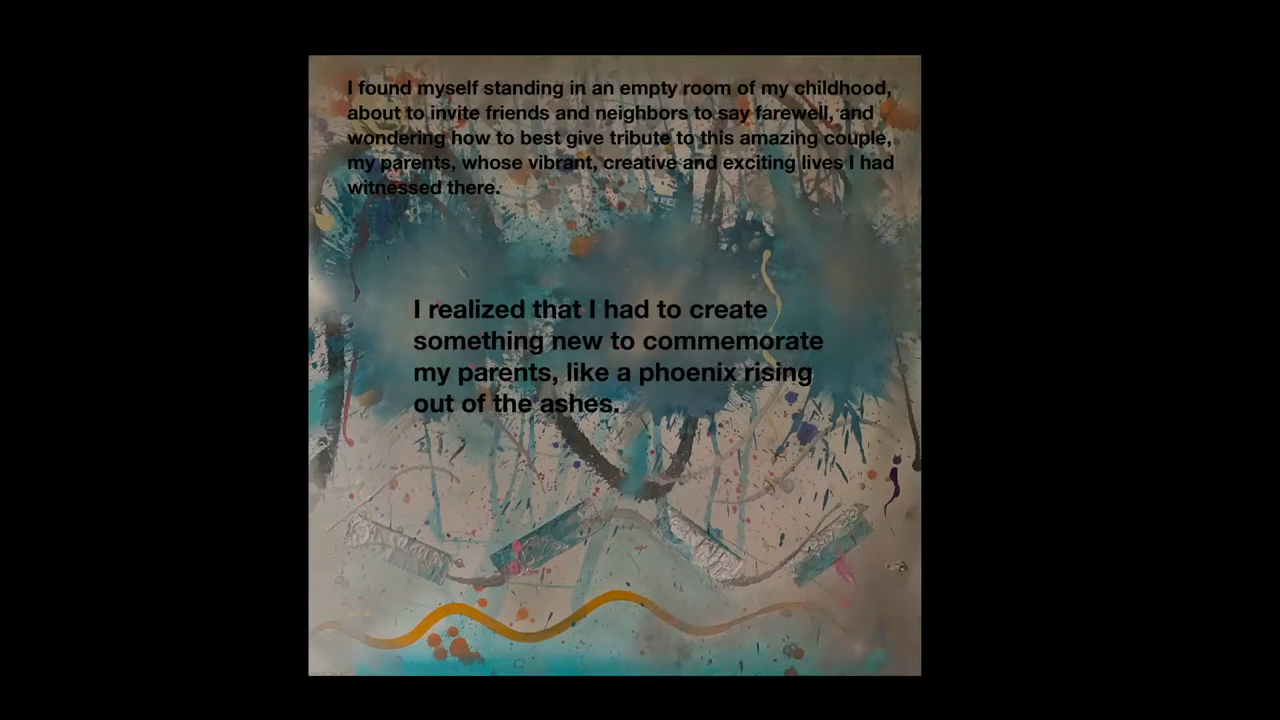 I found myself standing in an empty room of my childhood,
about to invite friends and neighbors to say farewell, and
wondering how to best give tribute to this amazing couple,
my parents, whose vibrant, creative and exciting lives I had
witnessed there.
I realized that I had to create
something new to commemorate
my parents, like a phoenix rising
out of the ashes.